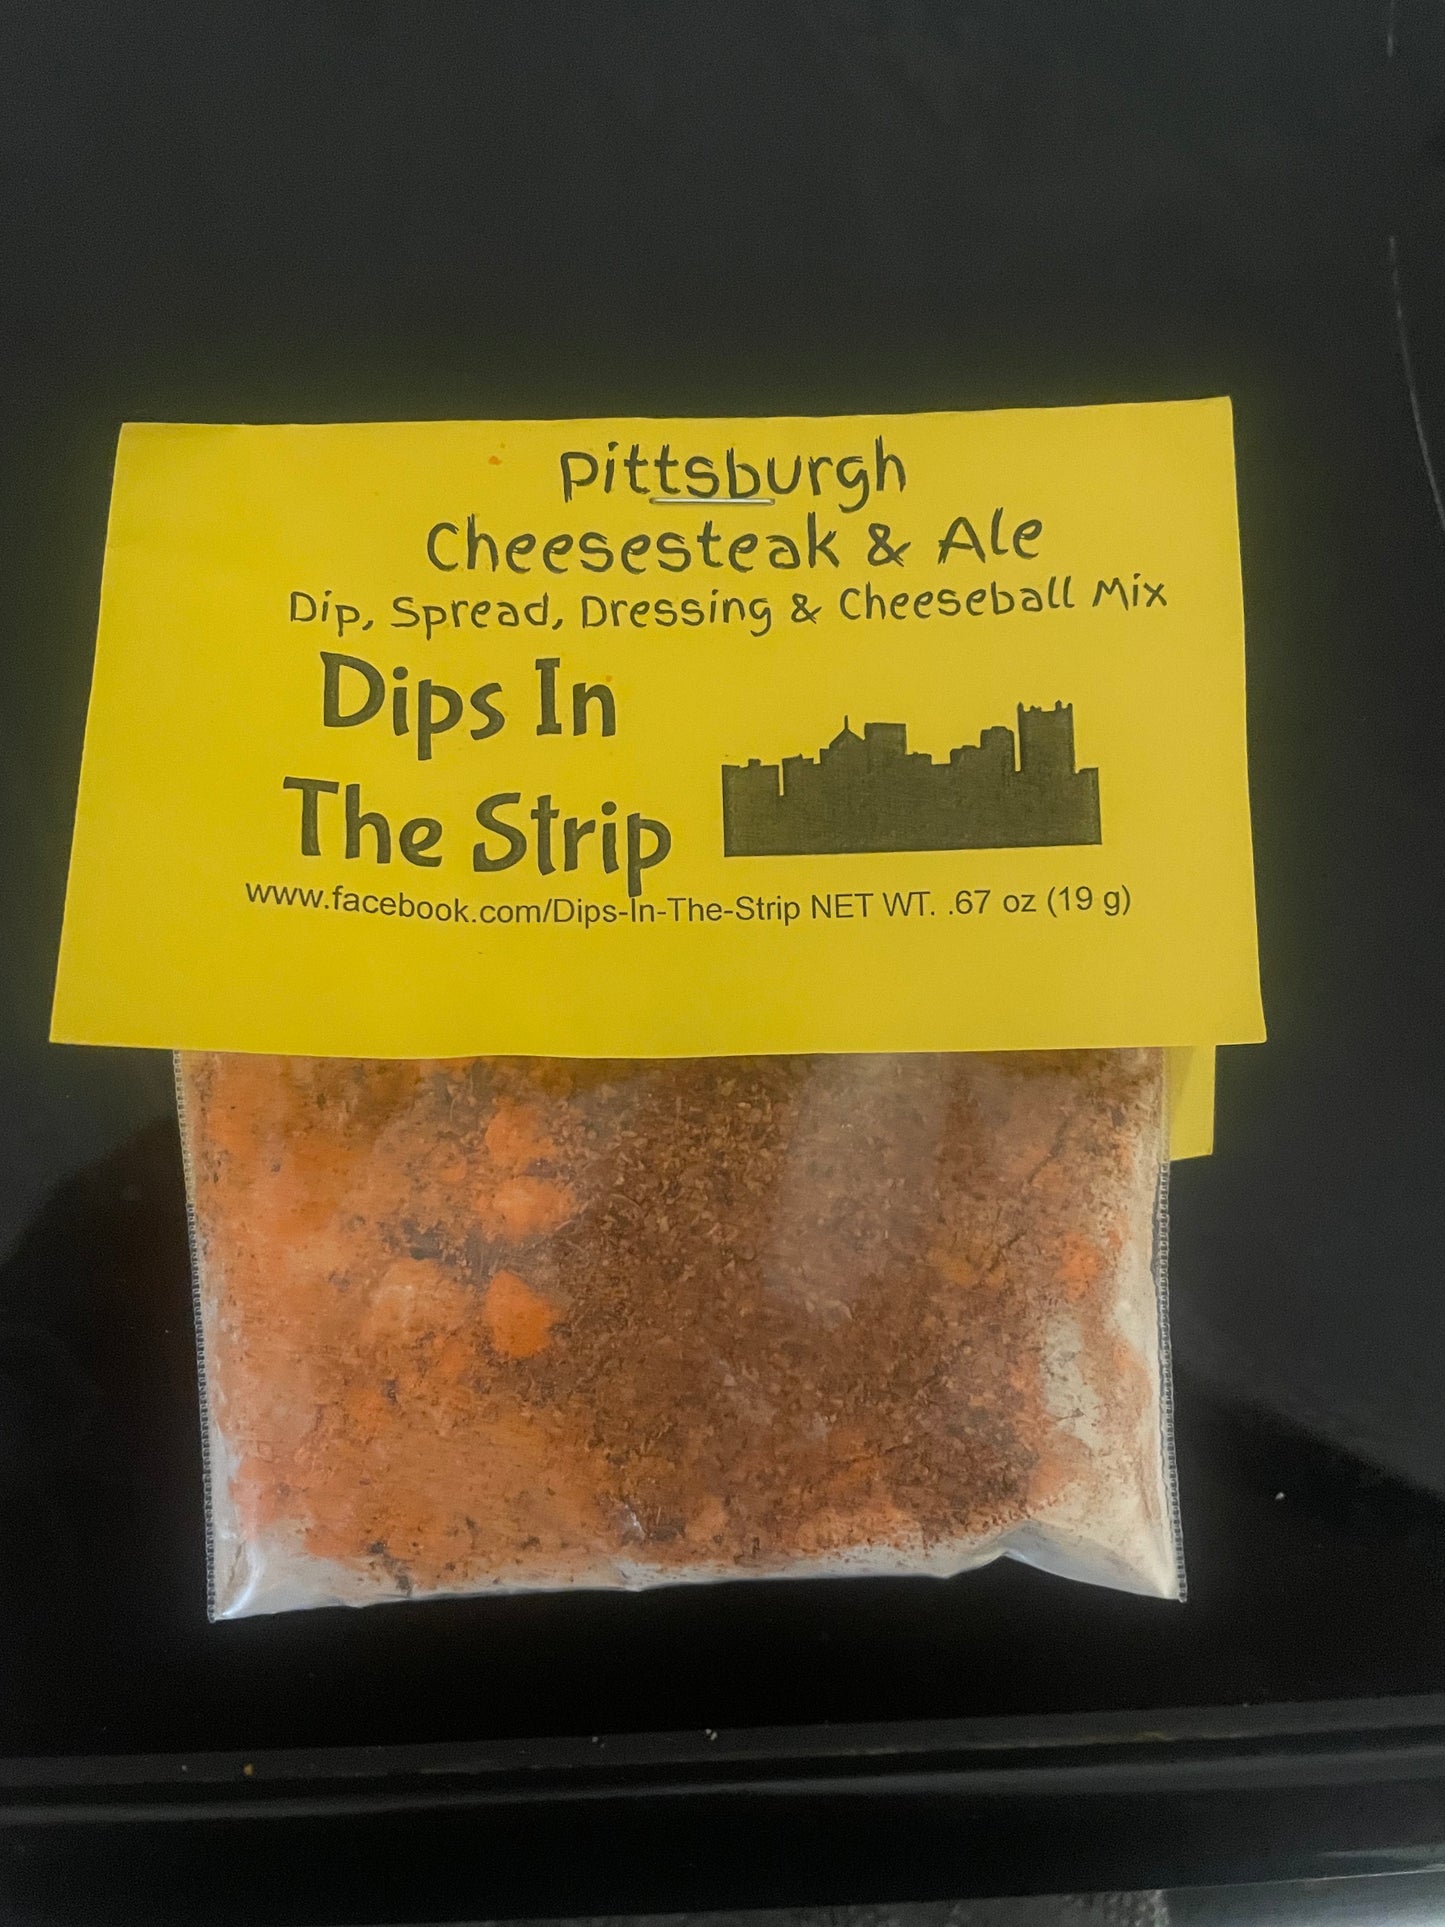 Pittsburgh
Cheesesteak & Ale
Dip, Spread, Dressing & Cheeseball Mix
Dips In
The Strip
www.facebook.com/Dips-In-The-Strip NET WT. .67 oz (19 g)